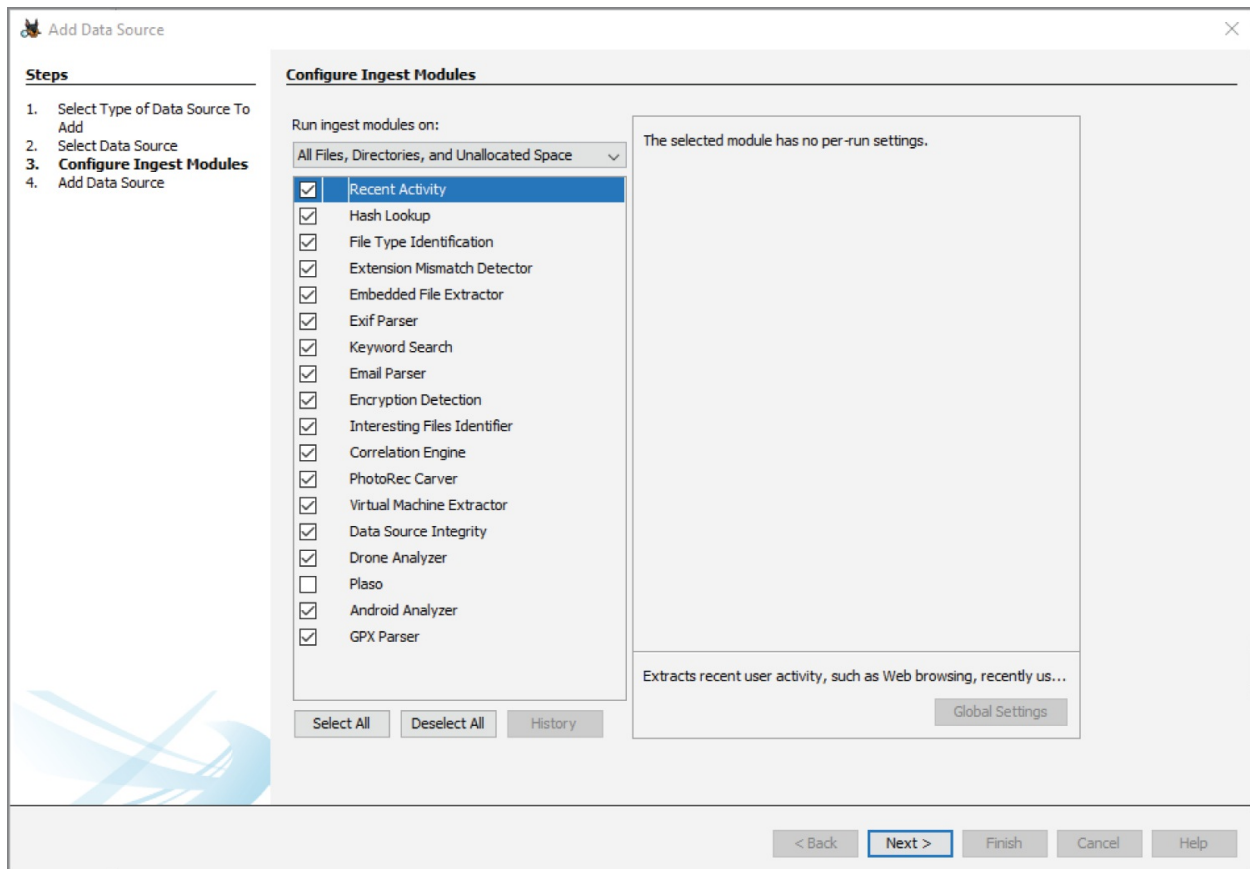 Add Data Source
Steps
1. Select Type of Data Source To
Add
2. Select Data Source
3. Configure Ingest Modules
4. Add Data Source
Configure Ingest Modules
Run ingest modules on:
All Files, Directories, and Unallocated Space
Recent Activity
Hash Lookup
File Type Identification
Extension Mismatch Detector
Embedded File Extractor
Exif Parser
Keyword Search
Email Parser
Encryption Detection
Interesting Files Identifier
Correlation Engine
PhotoRec Carver
Virtual Machine Extractor
Data Source Integrity
Drone Analyzer
Plaso
Android Analyzer
GPX Parser
Select All Deselect All History
The selected module has no per-run settings.
Extracts recent user activity, such as Web browsing, recently us...
Global Settings
< Back Next > Finish Cancel Help